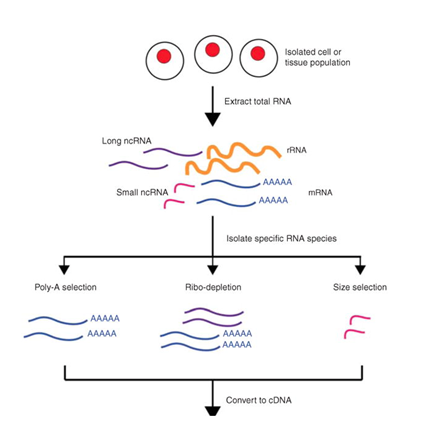 Isolated cell or
tissue population
Extract total RNA
Long ncRNA
rRNA
Small ncRNA
AAAAA
mRNA
AAAAA
Isolate specific RNA species
Poly-A selection
Ribo-depletion
Size selection
AAAAA
AAAAA
AAAAA
AAAAA
Convert to cDNA